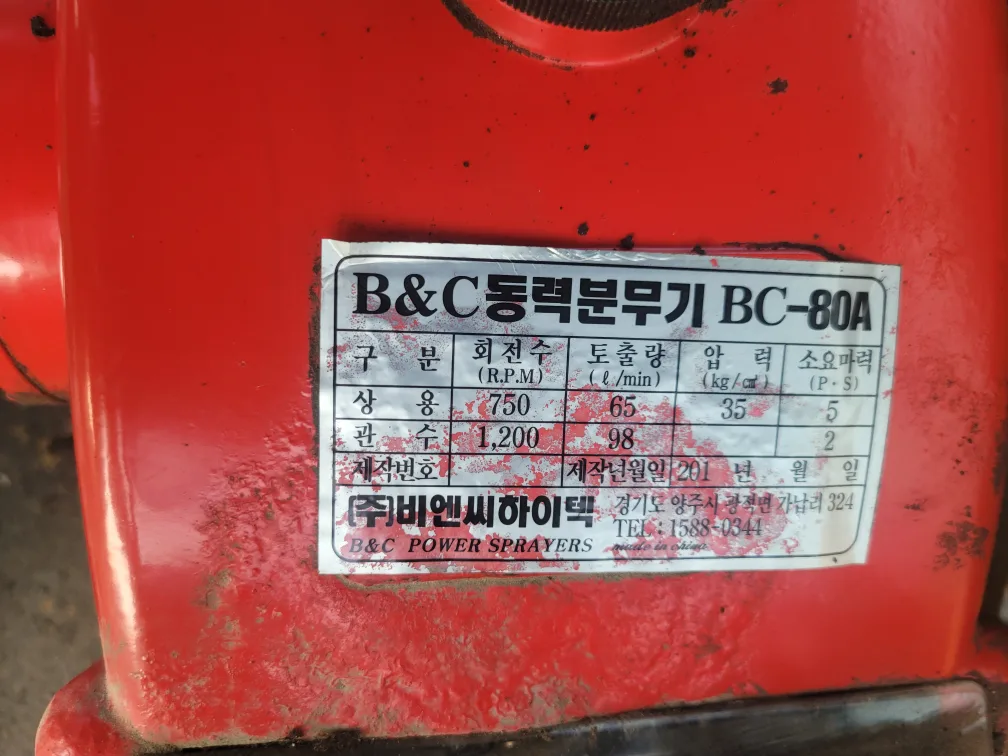 B&C동력분무기 BC-80A
구 분 회전수 (R.P.M) 토출량 (ℓ/min) 압 력 (kg/㎠) 소요마력 (P·S)
상 용 750 65 35 5
관 수 1,200 98 2
제작번호 제작년월일 201 년 월 일
(주)비엔씨하이텍 경기도 양주시 광적면 가납리 324
TEL : 1588-0344
B&C POWER SPRAYERS made in china